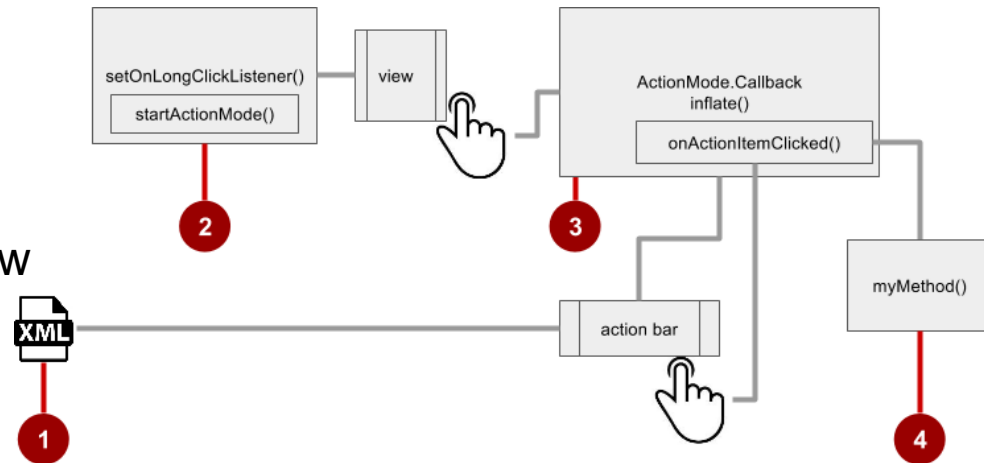 setOnLongClickListener()
startActionMode()
view
ActionMode.Callback
inflate()
onActionItemClicked()
2
3
w
XML
action bar
myMethod()
1
4